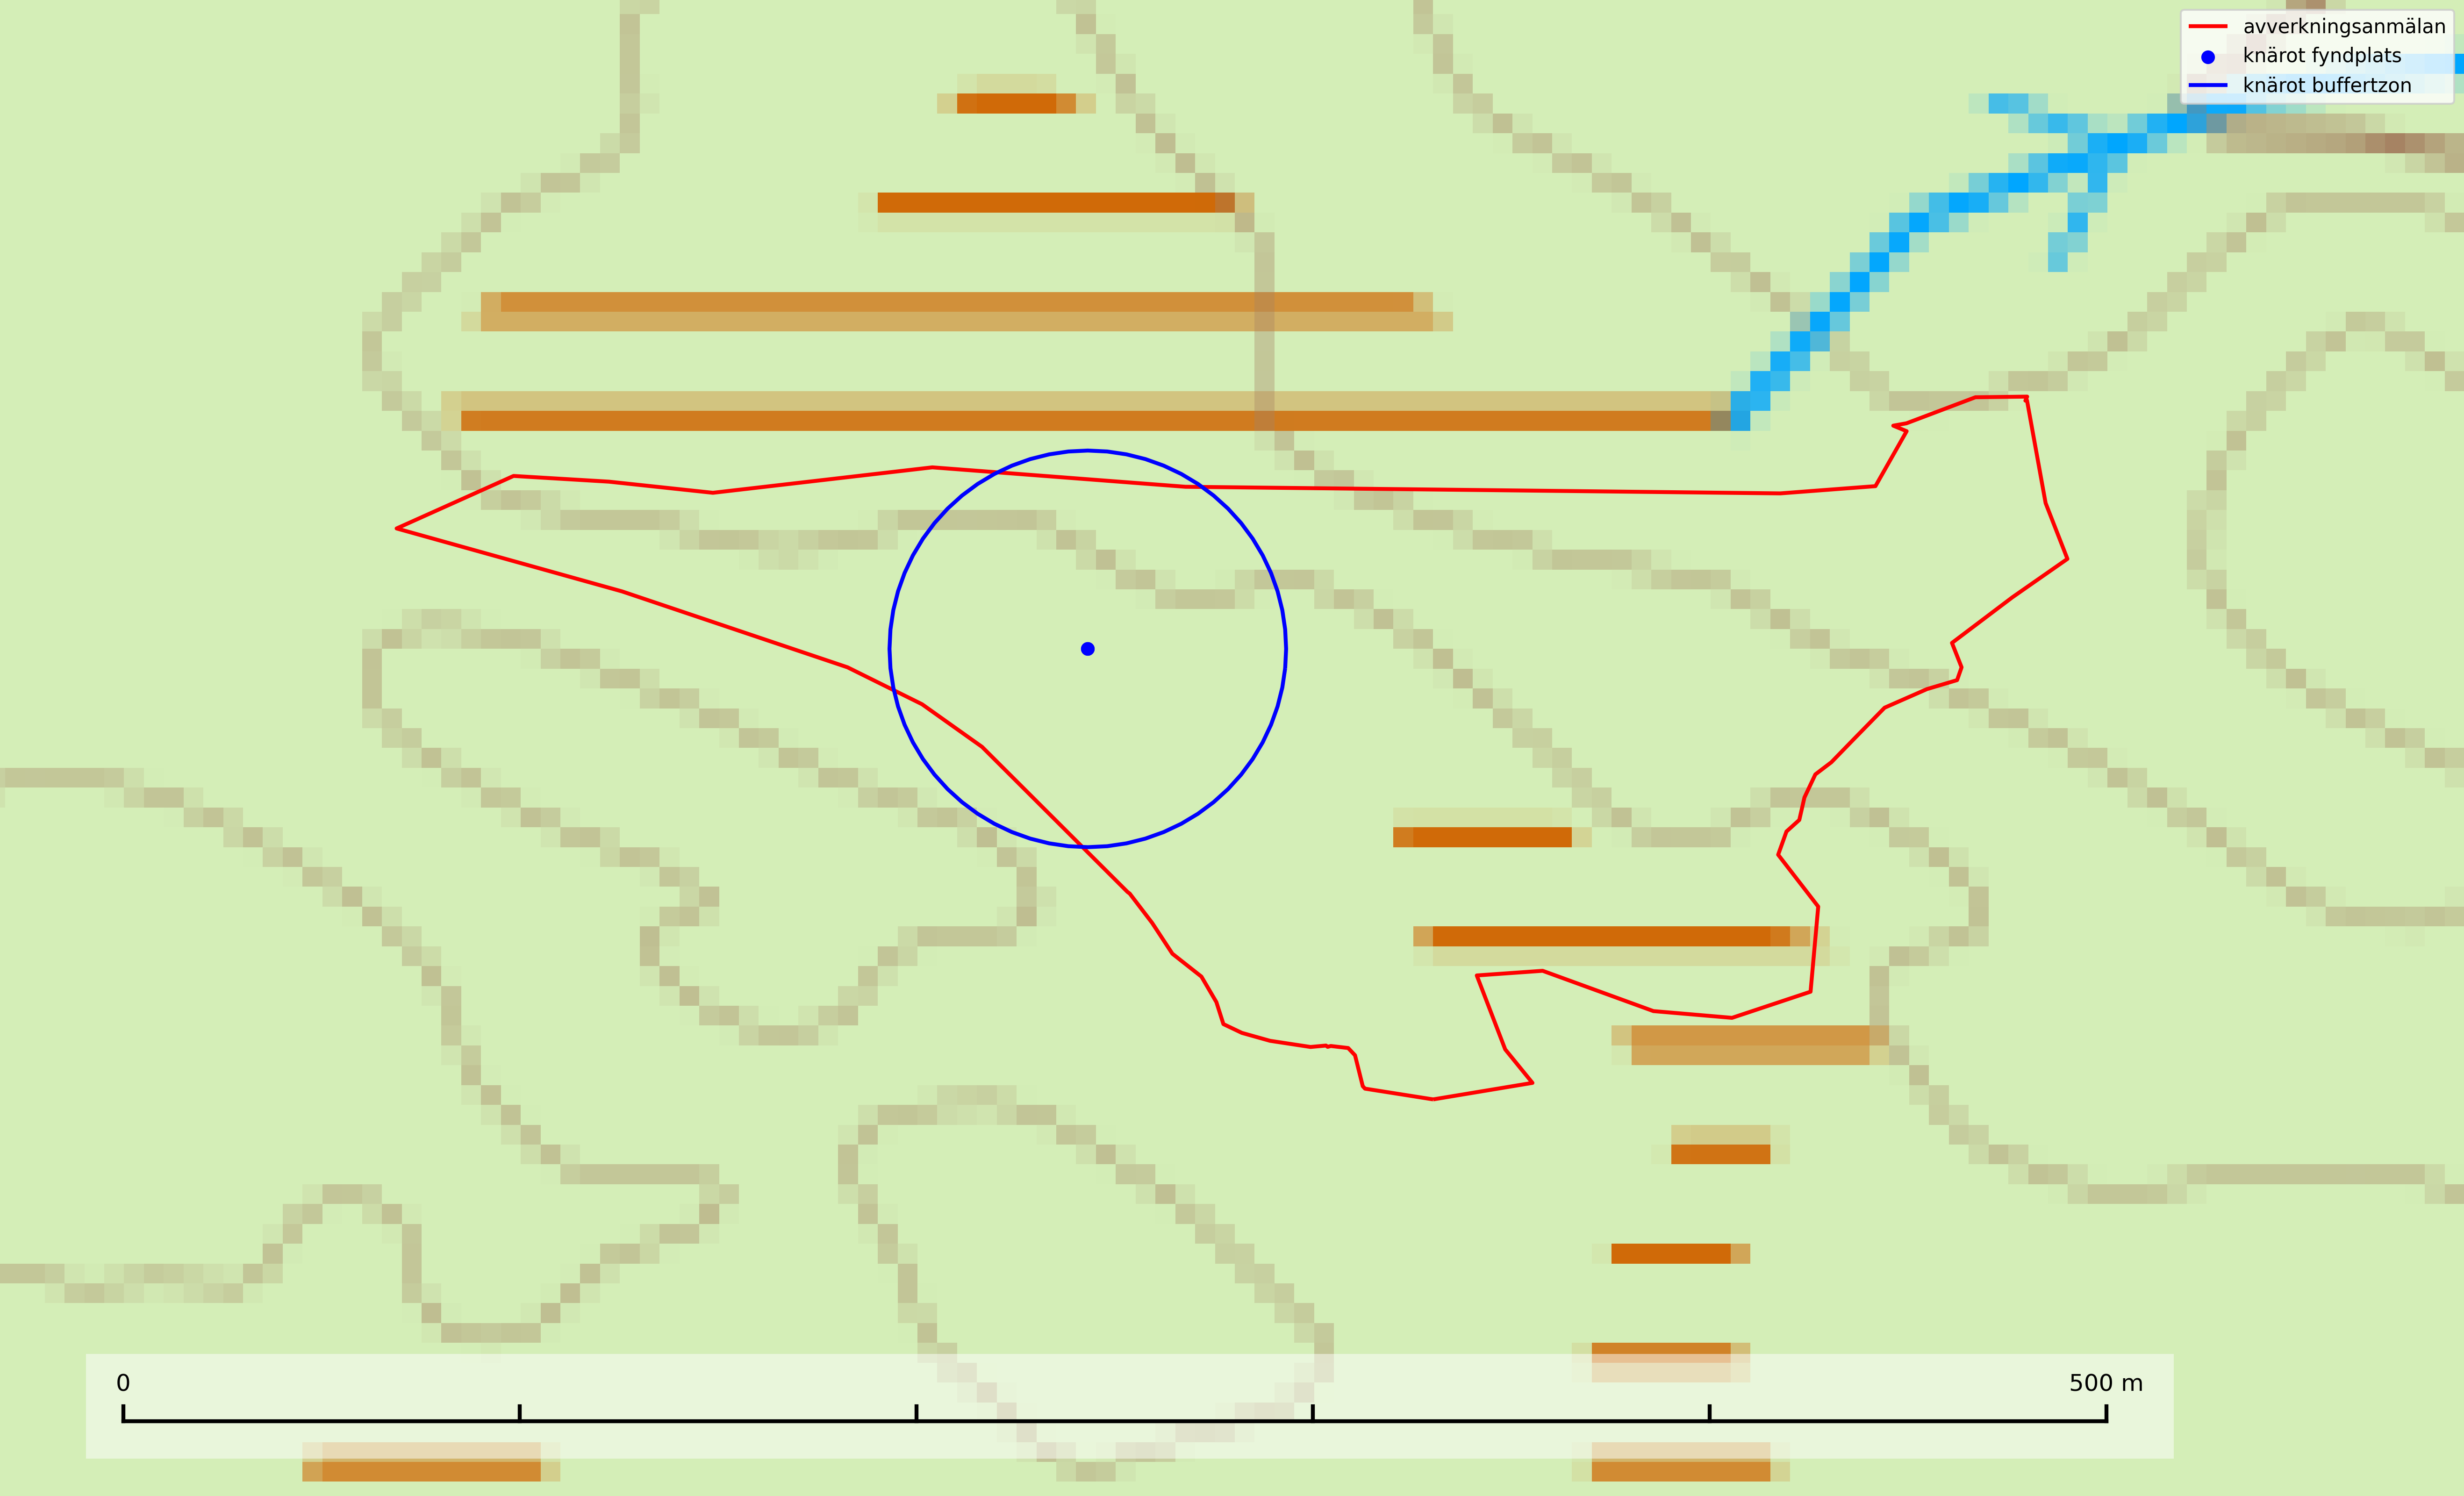 avverkningsanmälan
knärot fyndplats
knärot buffertzon
0
500 m